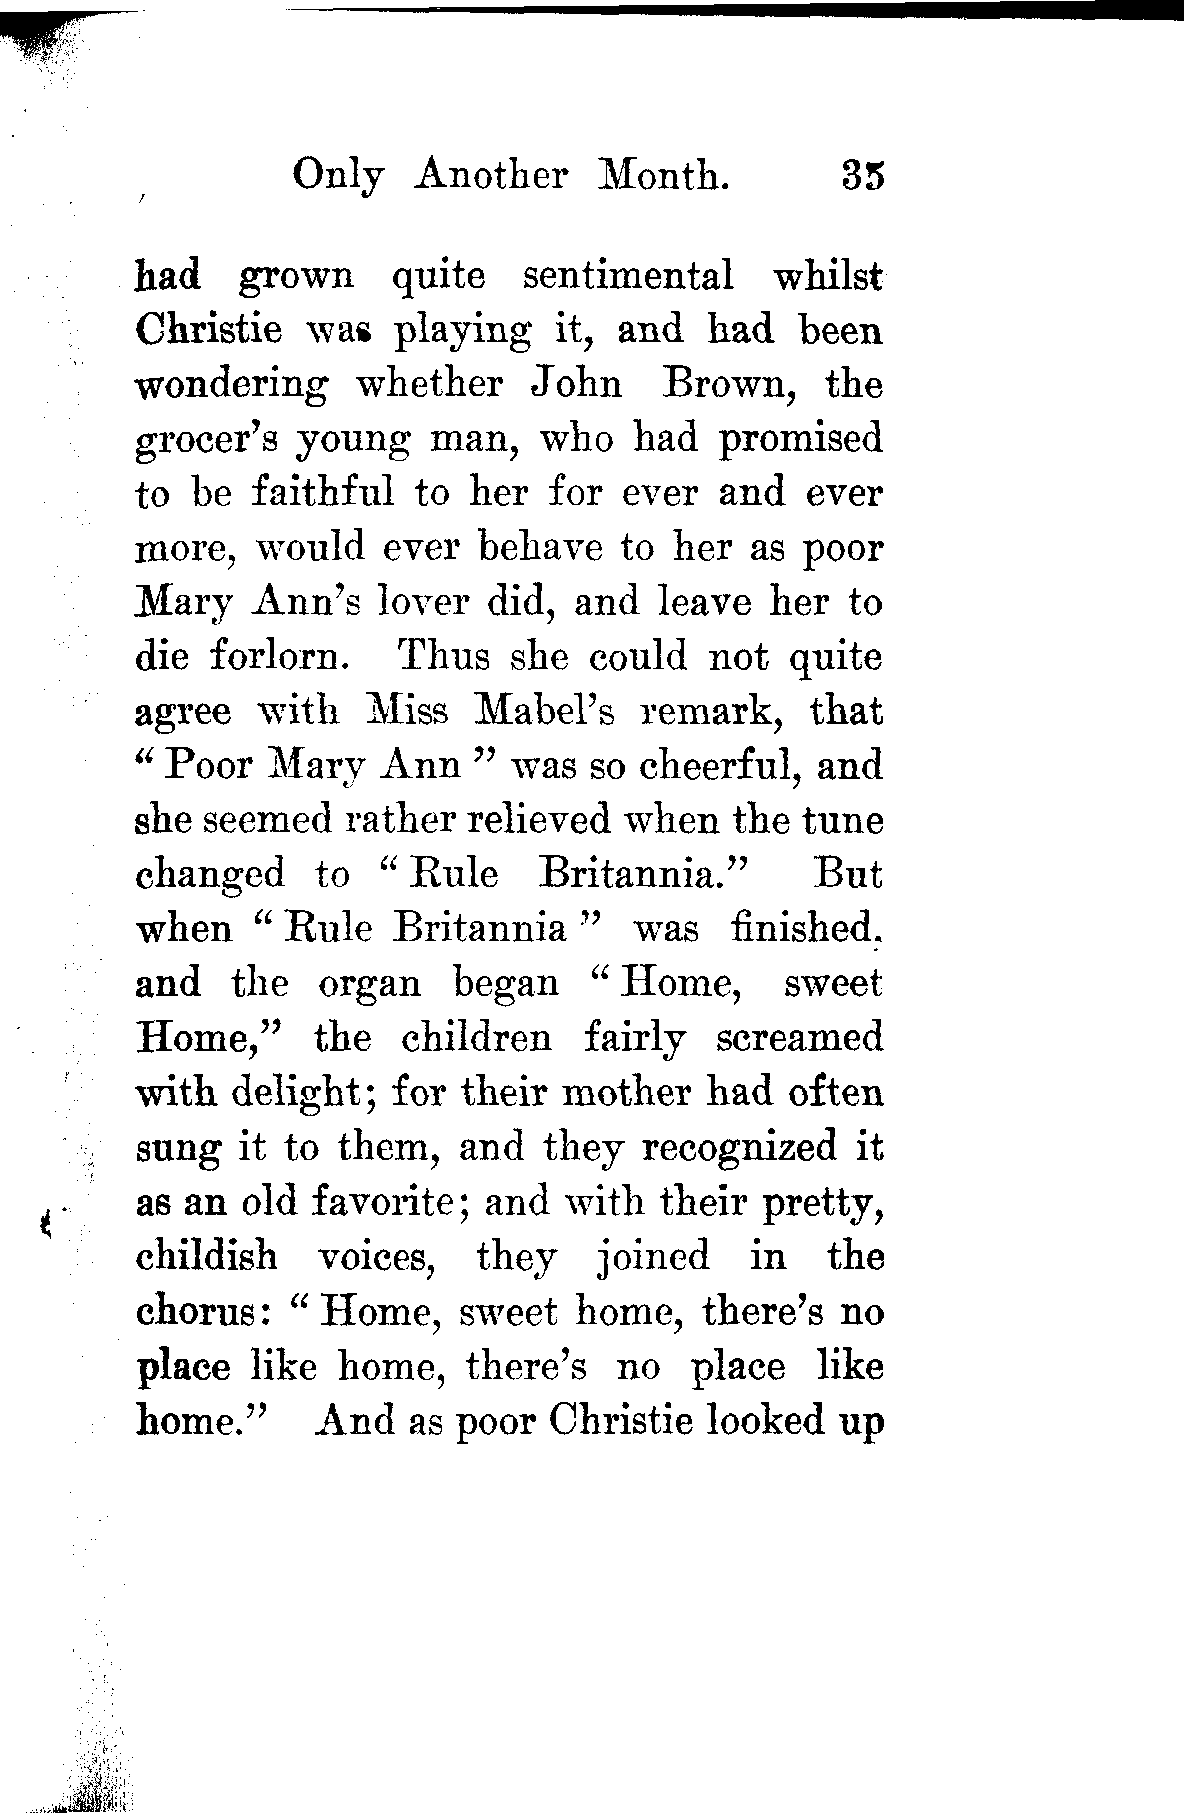 Only Another Month. 35
had grown quite sentimental whilst
Christie was playing it, and had been
wondering whether John Brown, the
grocer's young man, who had promised
to be faithful to her for ever and ever
more, would ever behave to her as poor
Mary Ann's lover did, and leave her to
die forlorn. Thus she could not quite
agree with Miss Mabel's remark, that
“ Poor Mary Ann ” was so cheerful, and
she seemed rather relieved when the tune
changed to “ Rule Britannia.” But
when “ Rule Britannia ” was finished,
and the organ began “ Home, sweet
Home,” the children fairly screamed
with delight; for their mother had often
sung it to them, and they recognized it
as an old favorite; and with their pretty,
childish voices, they joined in the
chorus: “ Home, sweet home, there's no
place like home, there's no place like
home.” And as poor Christie looked up